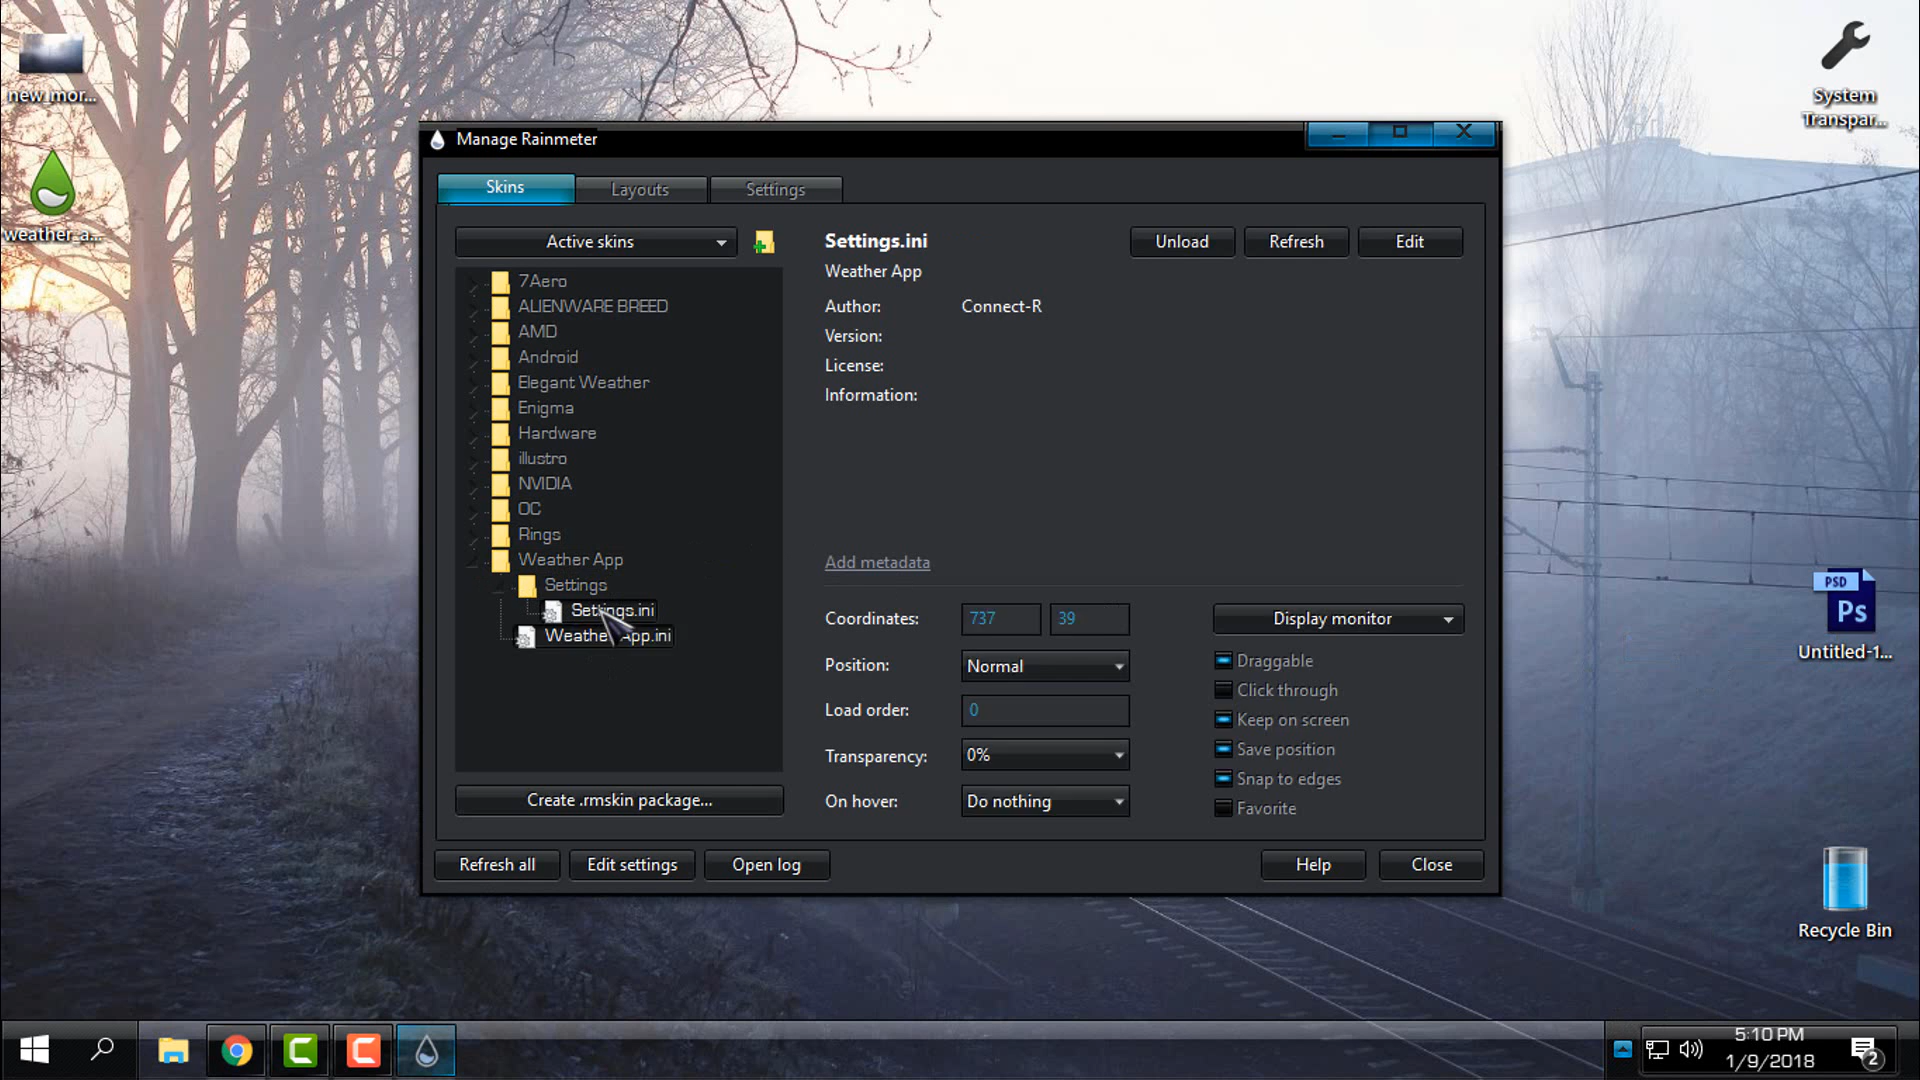 new_mor...
weather_a...
System
Transpar...
PSD
Ps
Untitled-1...
Recycle Bin
Manage Rainmeter
Skins
Layouts
Settings
Active skins
7Aero
ALIENWARE BREED
AMD
Android
Elegant Weather
Enigma
Hardware
illustro
NVIDIA
OC
Rings
Weather App
Settings
Settings.ini
Weather App.ini
Create .rmskin package...
Settings.ini
Unload
Refresh
Edit
Weather App
Author: Connect-R
Version:
License:
Information:
Add metadata
Coordinates: 737 39
Display monitor
Position: Normal
Load order: 0
Transparency: 0%
On hover: Do nothing
Draggable
Click through
Keep on screen
Save position
Snap to edges
Favorite
Refresh all
Edit settings
Open log
Help
Close
5:10 PM
1/9/2018
2